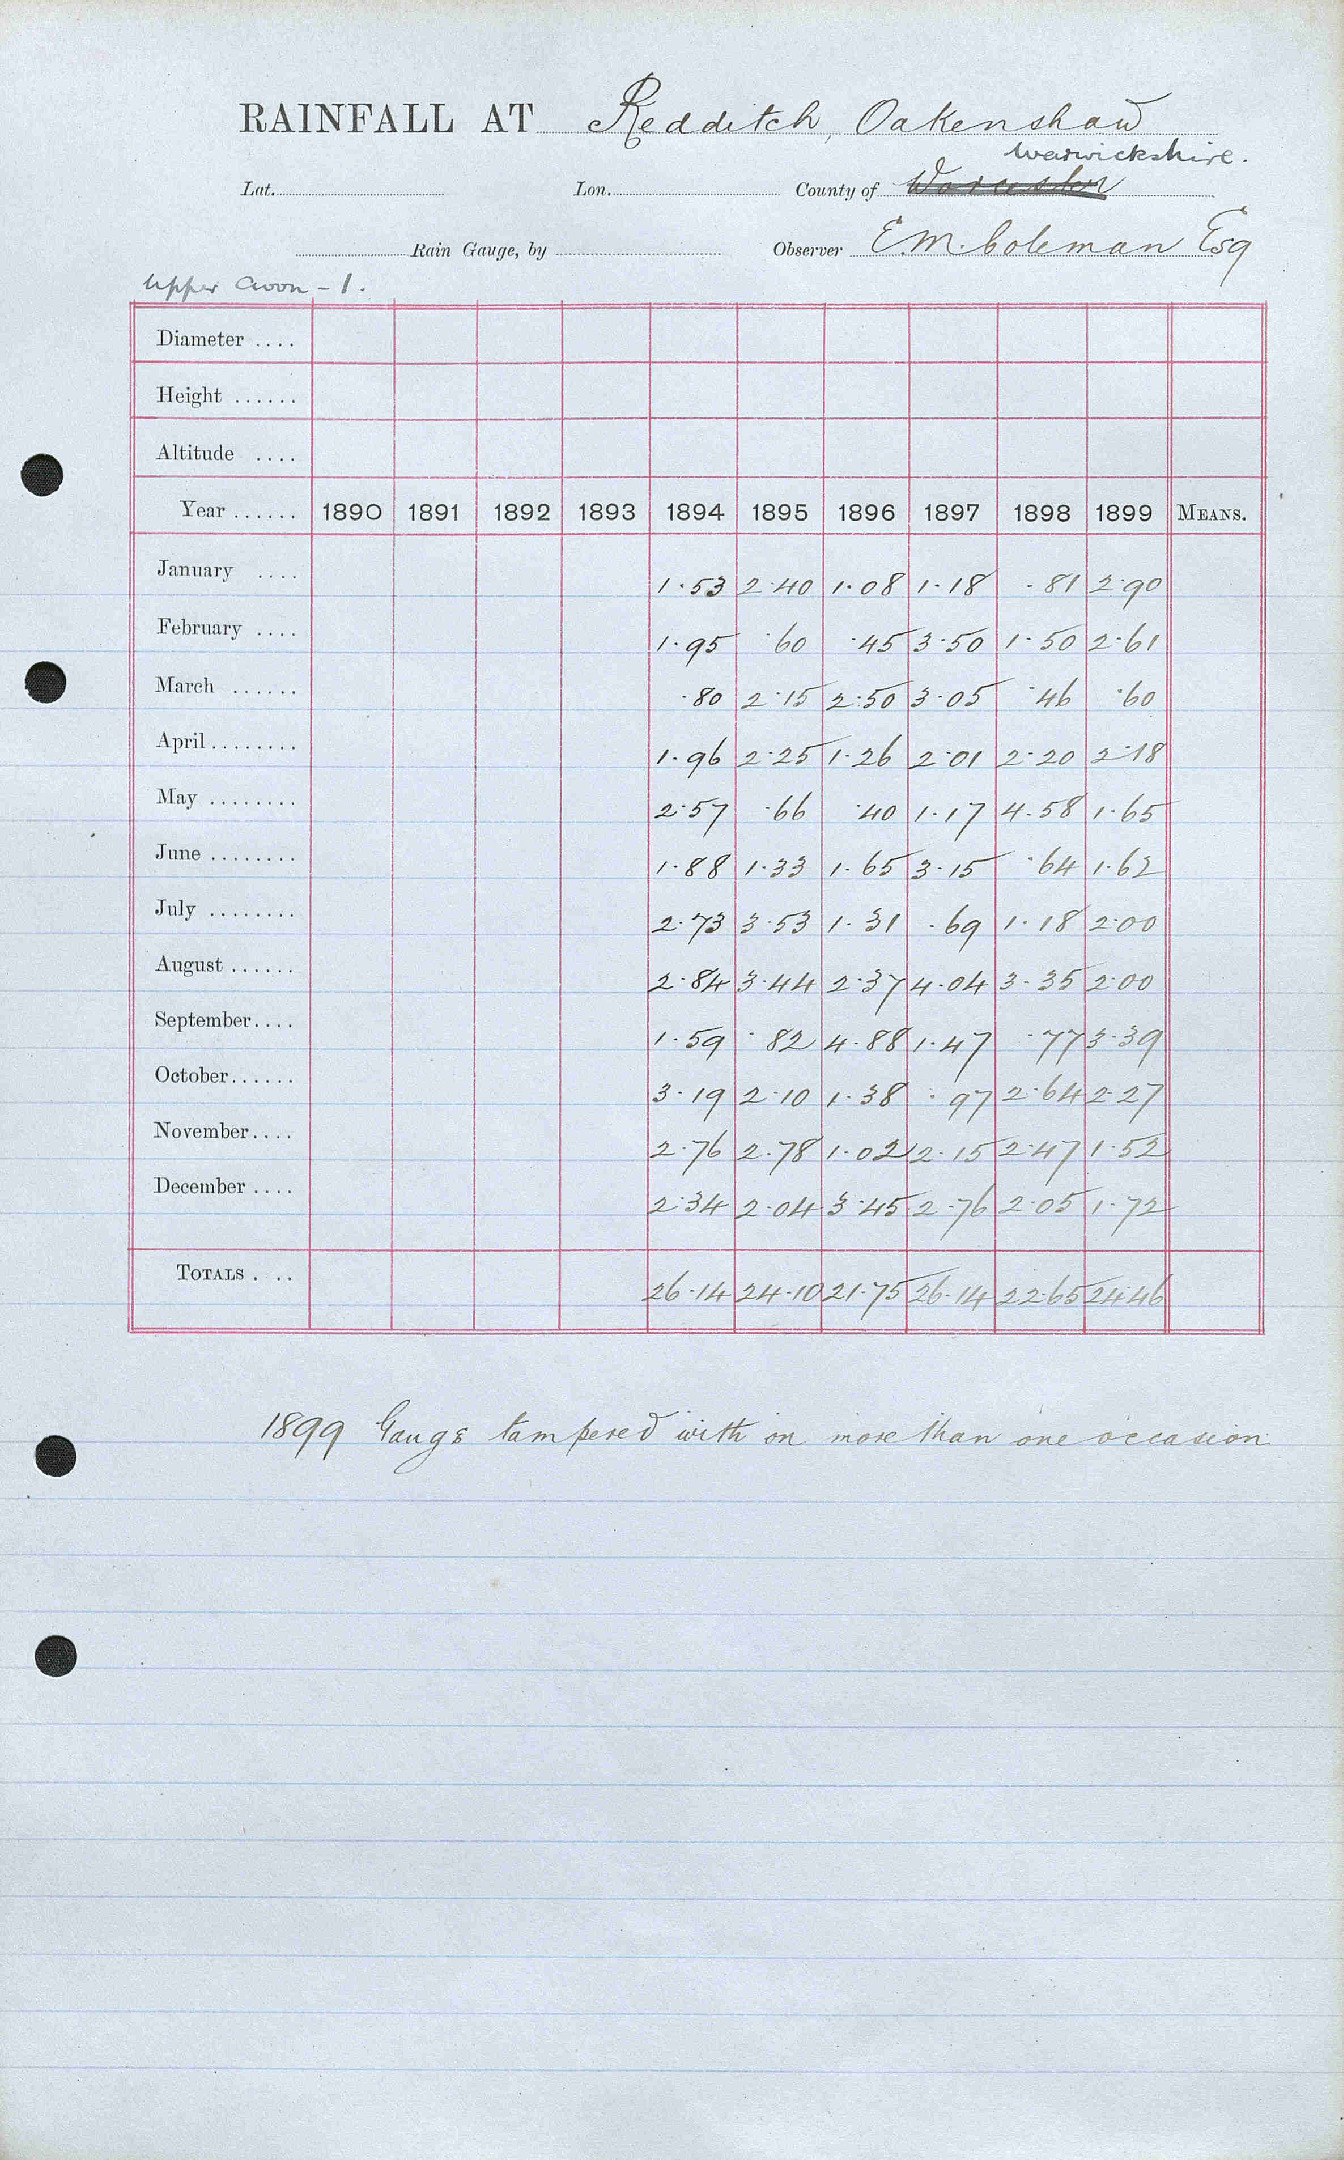 RAINFALL AT Redditch, Oakenshaw
Warwickshire.
Lat. Lon. County of Worcester
Rain Gauge, by Observer E.M. Coleman Esq
Upper Avon - 1.
Diameter ....
Height ......
Altitude ....
Year ...... 1890 1891 1892 1893 1894 1895 1896 1897 1898 1899 MEANS.
January .... 1.53 2.40 1.08 1.18 .81 2.90
February .... 1.95 .60 .45 3.50 1.50 2.61
March ...... .80 2.15 2.50 3.05 .46 .60
April ........ 1.96 2.25 1.26 2.01 2.20 2.18
May ........ 2.57 .66 .40 1.17 4.58 1.65
June ........ 1.88 1.33 1.65 3.15 .64 1.62
July ........ 2.73 3.53 1.31 .69 1.18 2.00
August ...... 2.84 3.44 2.37 4.04 3.35 2.00
September.... 1.59 .82 4.88 1.47 .77 3.39
October...... 3.19 2.10 1.38 .97 2.64 2.27
November.... 2.76 2.78 1.02 2.15 2.47 1.52
December .... 2.34 2.04 3.45 2.76 2.05 1.72
TOTALS . .. 26.14 24.10 21.75 26.14 22.65 24.46
1899 Gauge tampered with on more than one occasion